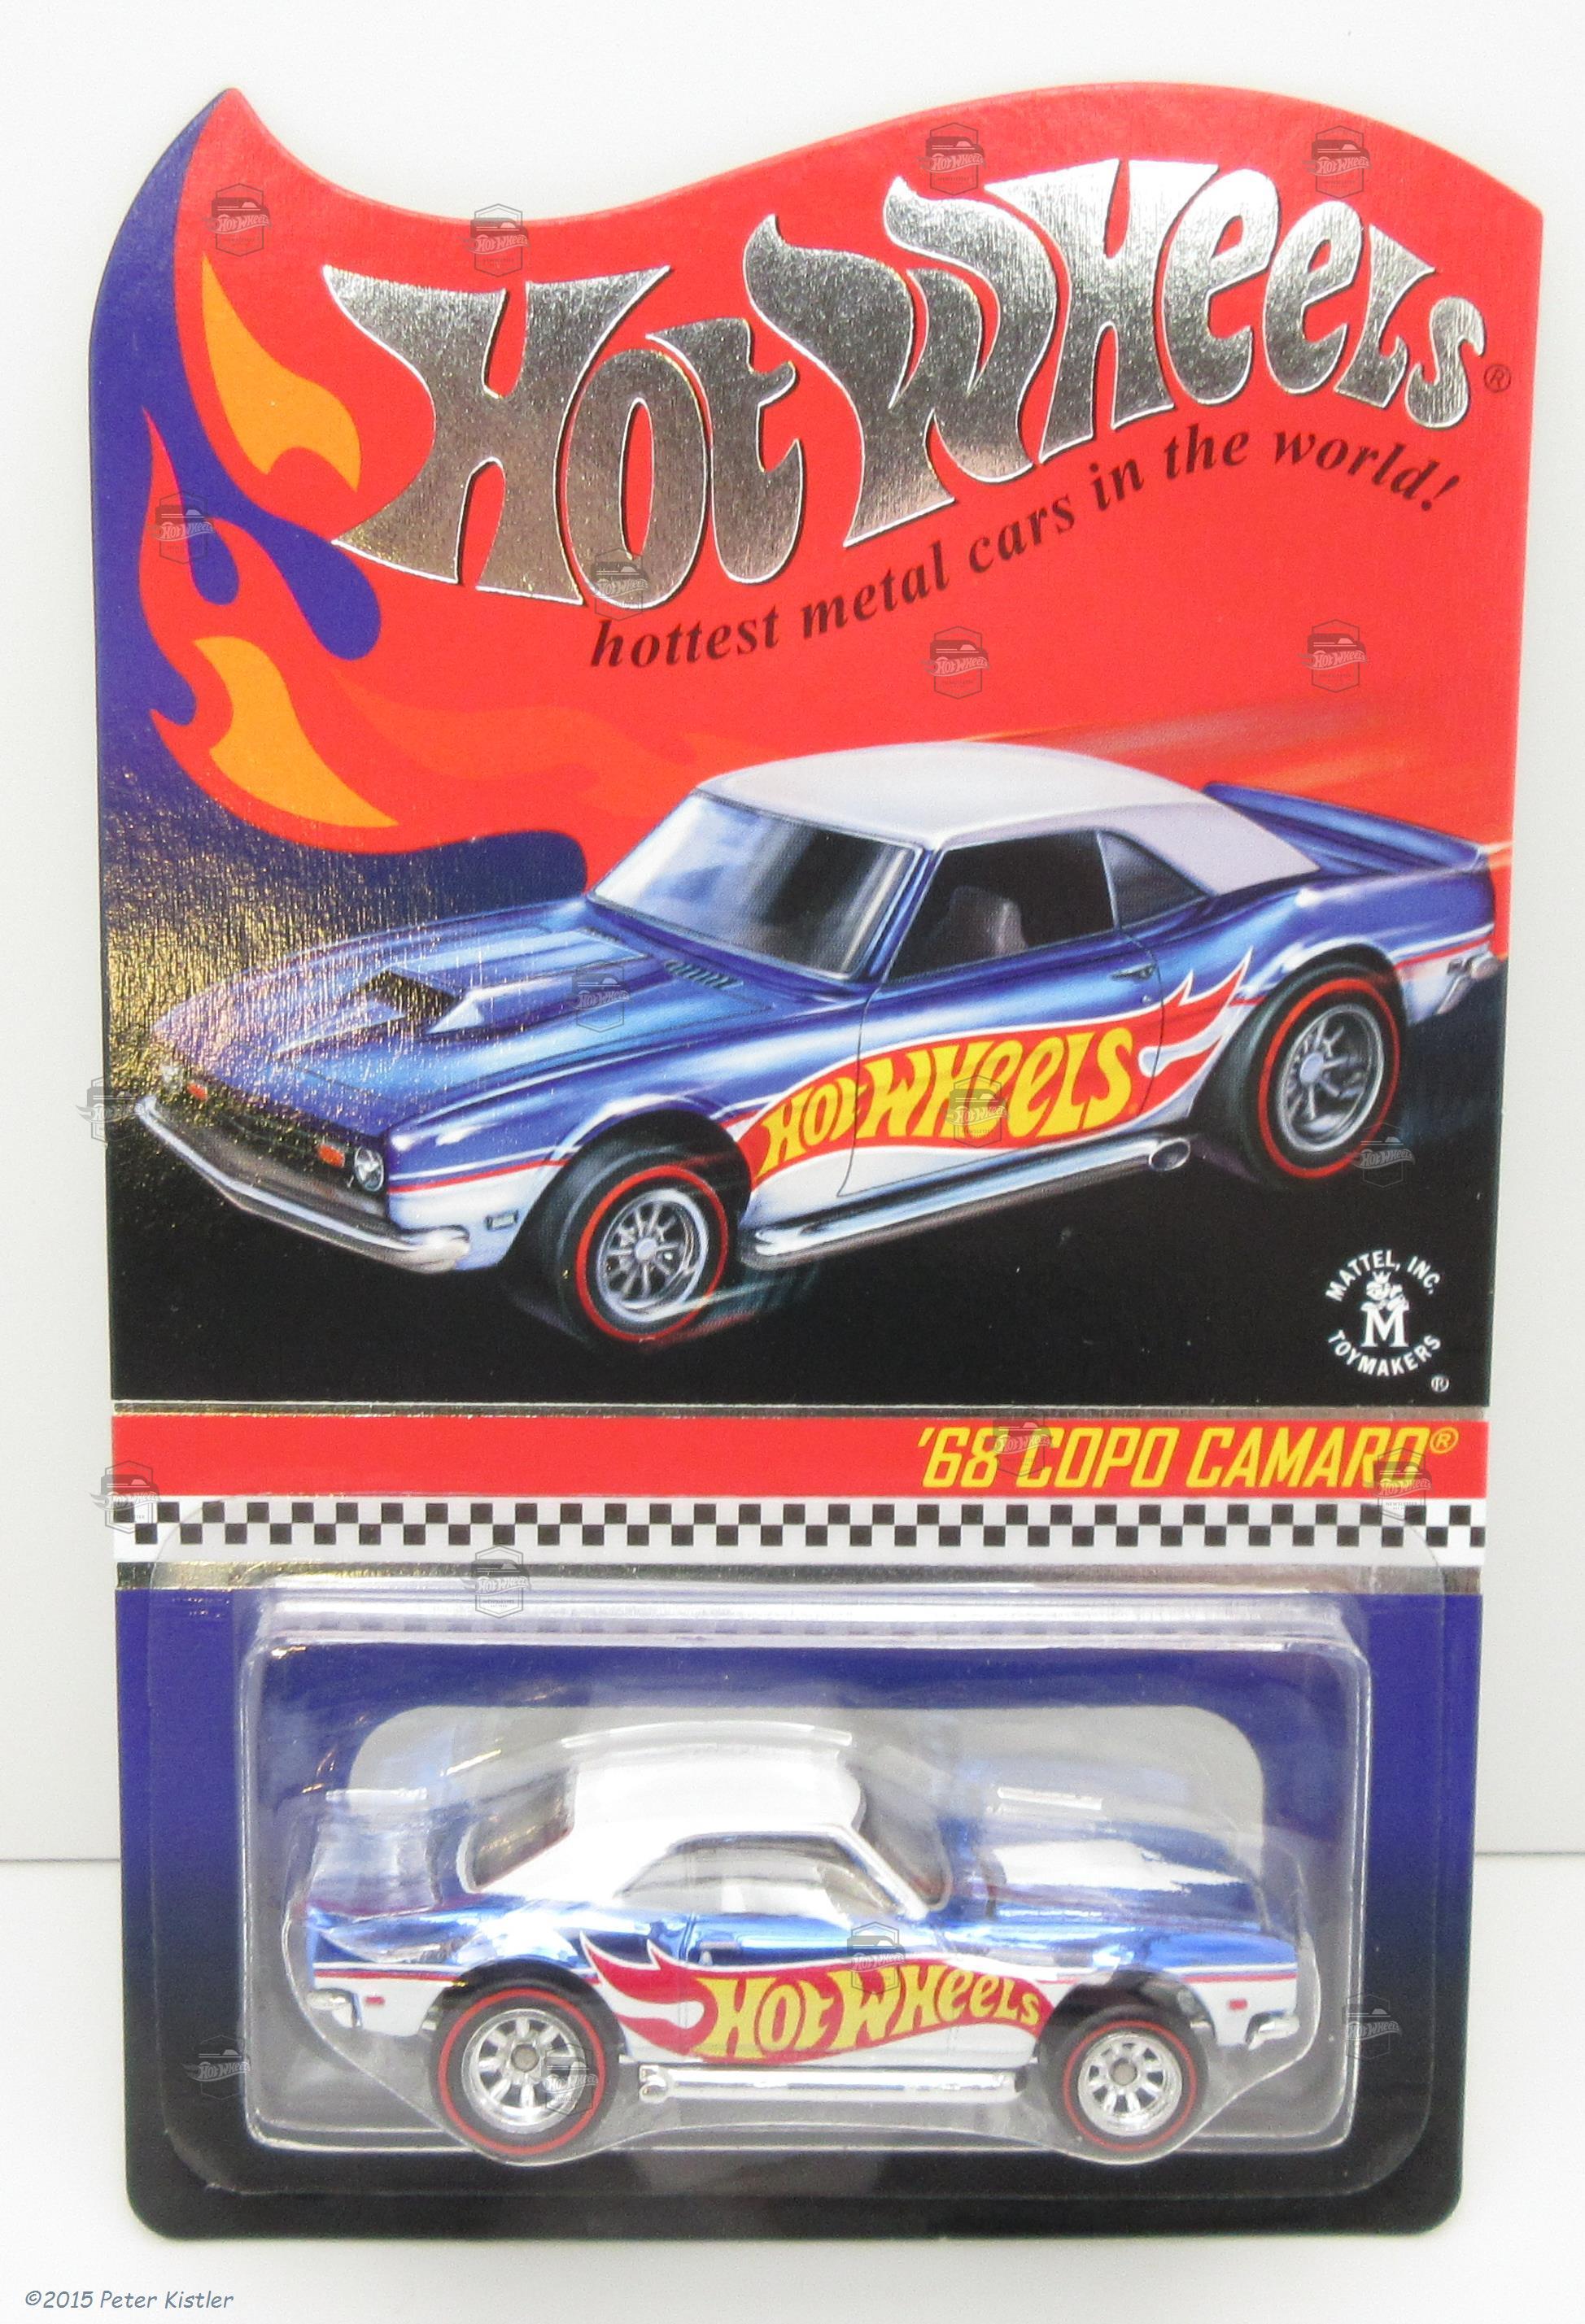 HOT WHEELS®
hottest metal cars in the world!
HOT WHEELS
MATTEL, INC.
M
TOYMAKERS
®
'68 COPO CAMARO®
HOT WHEELS
©2015 Peter Kistler